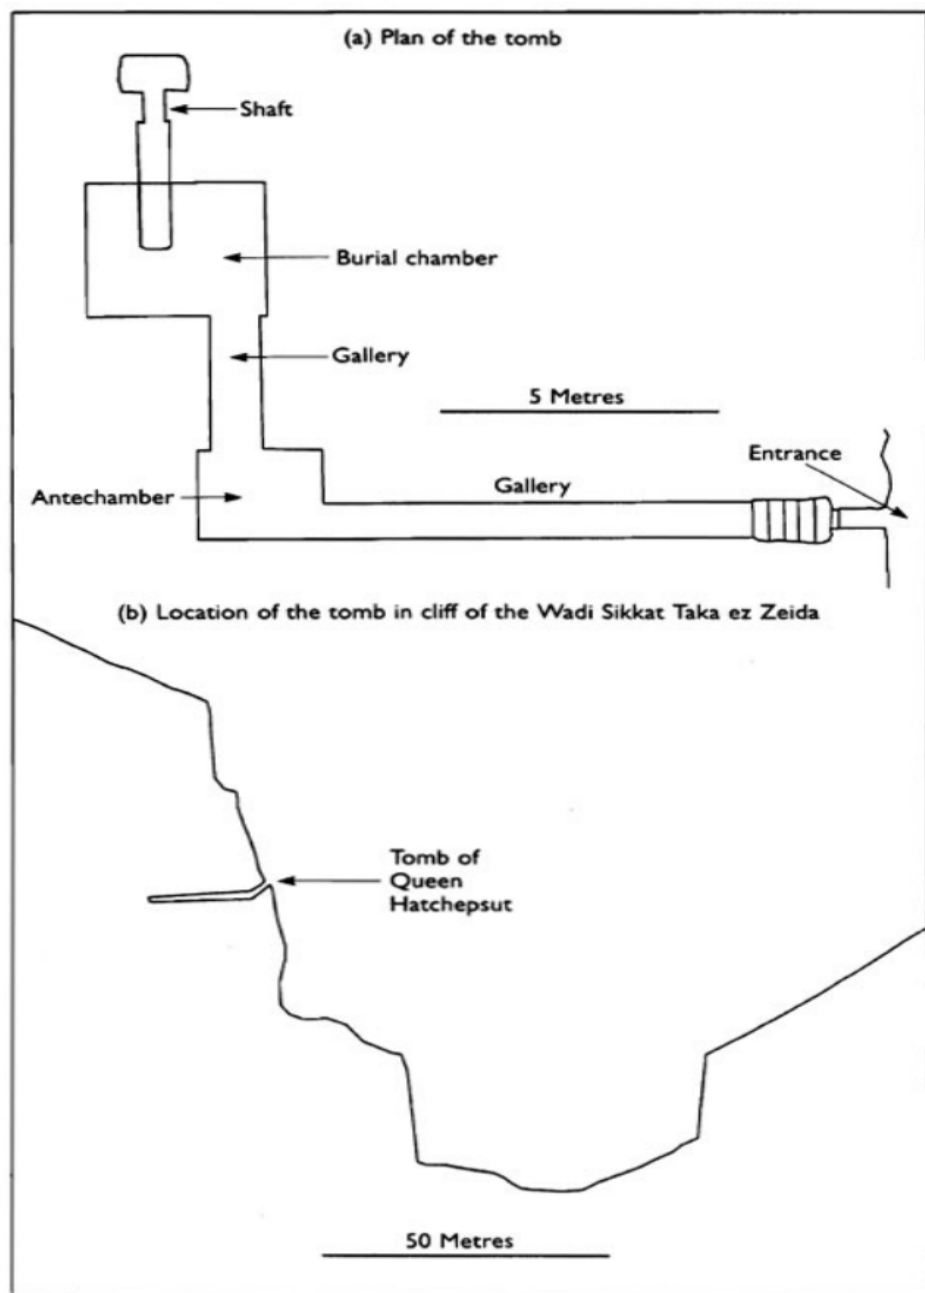 (a) Plan of the tomb
Shaft
Burial chamber
Gallery
5 Metres
Entrance
Antechamber
Gallery
(b) Location of the tomb in cliff of the Wadi Sikkat Taka ez Zeida
Tomb of
Queen
Hatchepsut
50 Metres